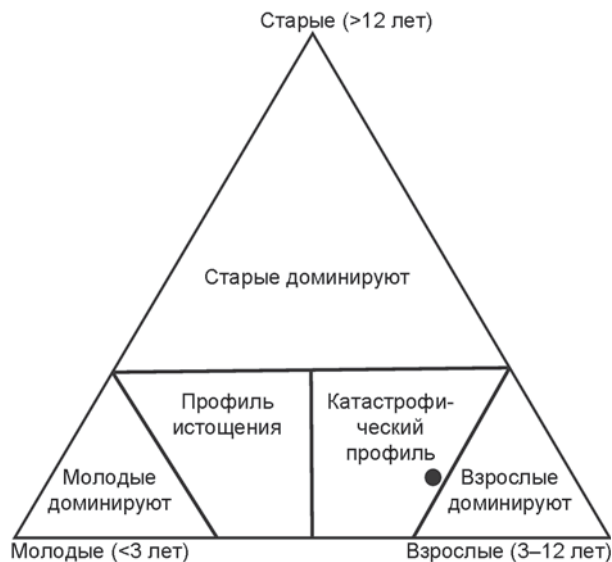 Старые (>12 лет)
Старые доминируют
Профиль
истощения
Катастрофи-
ческий
профиль
Молодые
доминируют
Взрослые
доминируют
Молодые (<3 лет)
Взрослые (3–12 лет)